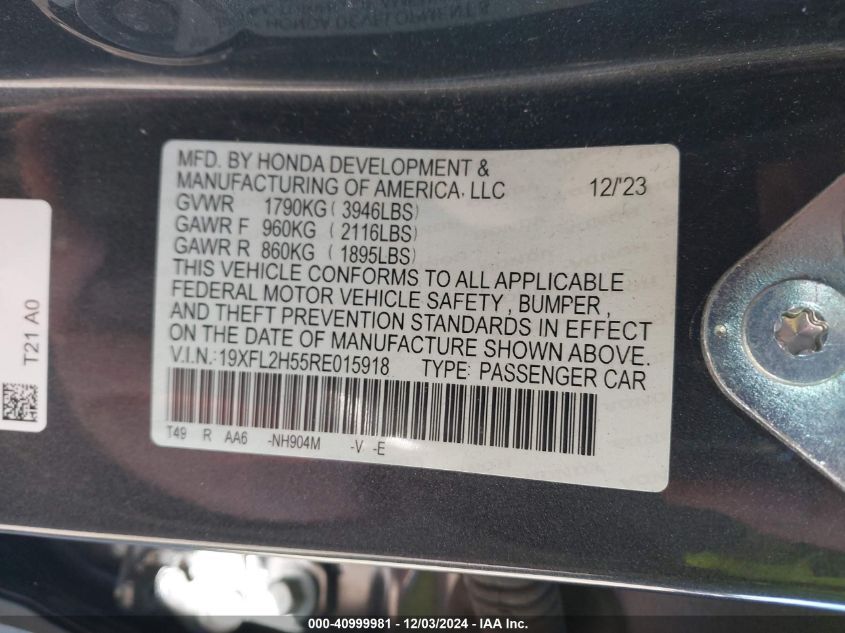 MFD. BY HONDA DEVELOPMENT &
MANUFACTURING OF AMERICA, LLC 12/'23
GVWR 1790KG ( 3946LBS)
GAWR F 960KG ( 2116LBS)
GAWR R 860KG ( 1895LBS)
THIS VEHICLE CONFORMS TO ALL APPLICABLE
FEDERAL MOTOR VEHICLE SAFETY , BUMPER ,
AND THEFT PREVENTION STANDARDS IN EFFECT
ON THE DATE OF MANUFACTURE SHOWN ABOVE.
V.I.N.:19XFL2H55RE015918 TYPE: PASSENGER CAR
T49 R AA6 -NH904M -V -E
T21 A0
000-40999981 - 12/03/2024 - IAAI.com